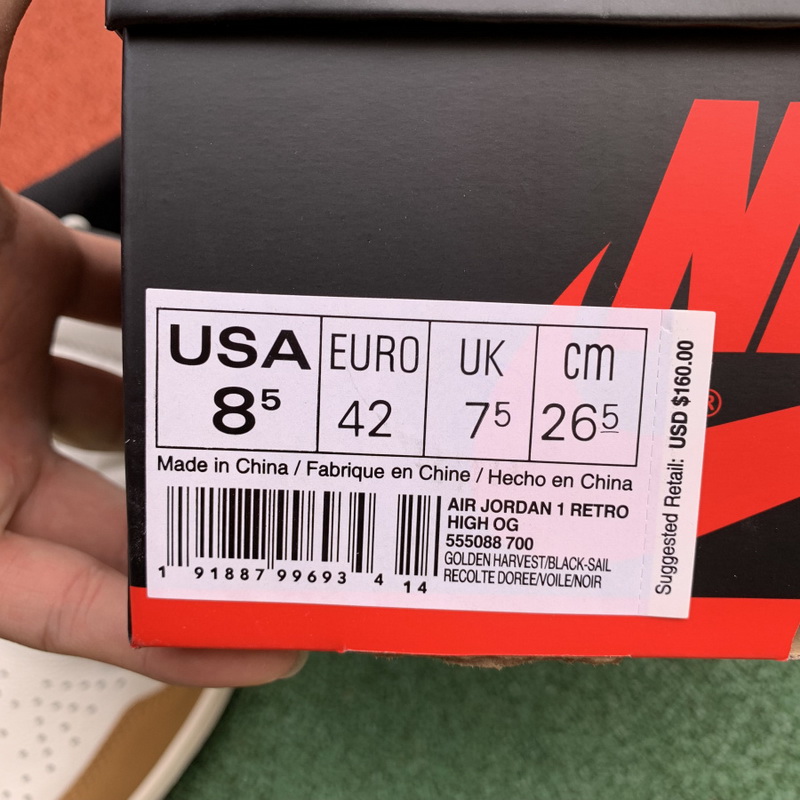 USA EURO UK cm
8⁵ 42 7⁵ 26⁵
Made in China / Fabrique en Chine / Hecho en China
AIR JORDAN 1 RETRO
HIGH OG
555088 700
GOLDEN HARVEST/BLACK-SAIL
RECOLTE DOREE/VOILE/NOIR
1 91887 99693 4 14
Suggested Retail: USD $160.00
®